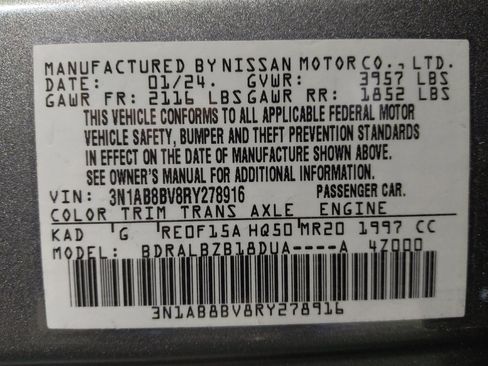 MANUFACTURED BY NISSAN MOTOR CO., LTD.
DATE: 01/24. GVWR: 3957 LBS
GAWR FR: 2116 LBS GAWR RR: 1852 LBS
THIS VEHICLE CONFORMS TO ALL APPLICABLE FEDERAL MOTOR
VEHICLE SAFETY, BUMPER AND THEFT PREVENTION STANDARDS
IN EFFECT ON THE DATE OF MANUFACTURE SHOWN ABOVE.
SEE OWNER'S MANUAL FOR ADDITIONAL INFORMATION.
VIN: 3N1AB8BV8RY278916 PASSENGER CAR.
COLOR TRIM TRANS AXLE ENGINE
KAD G RE0F15A HQ50 MR20 1997 CC
MODEL: BDRALBZB18DUA----A 4Z000
3N1AB8BV8RY278916